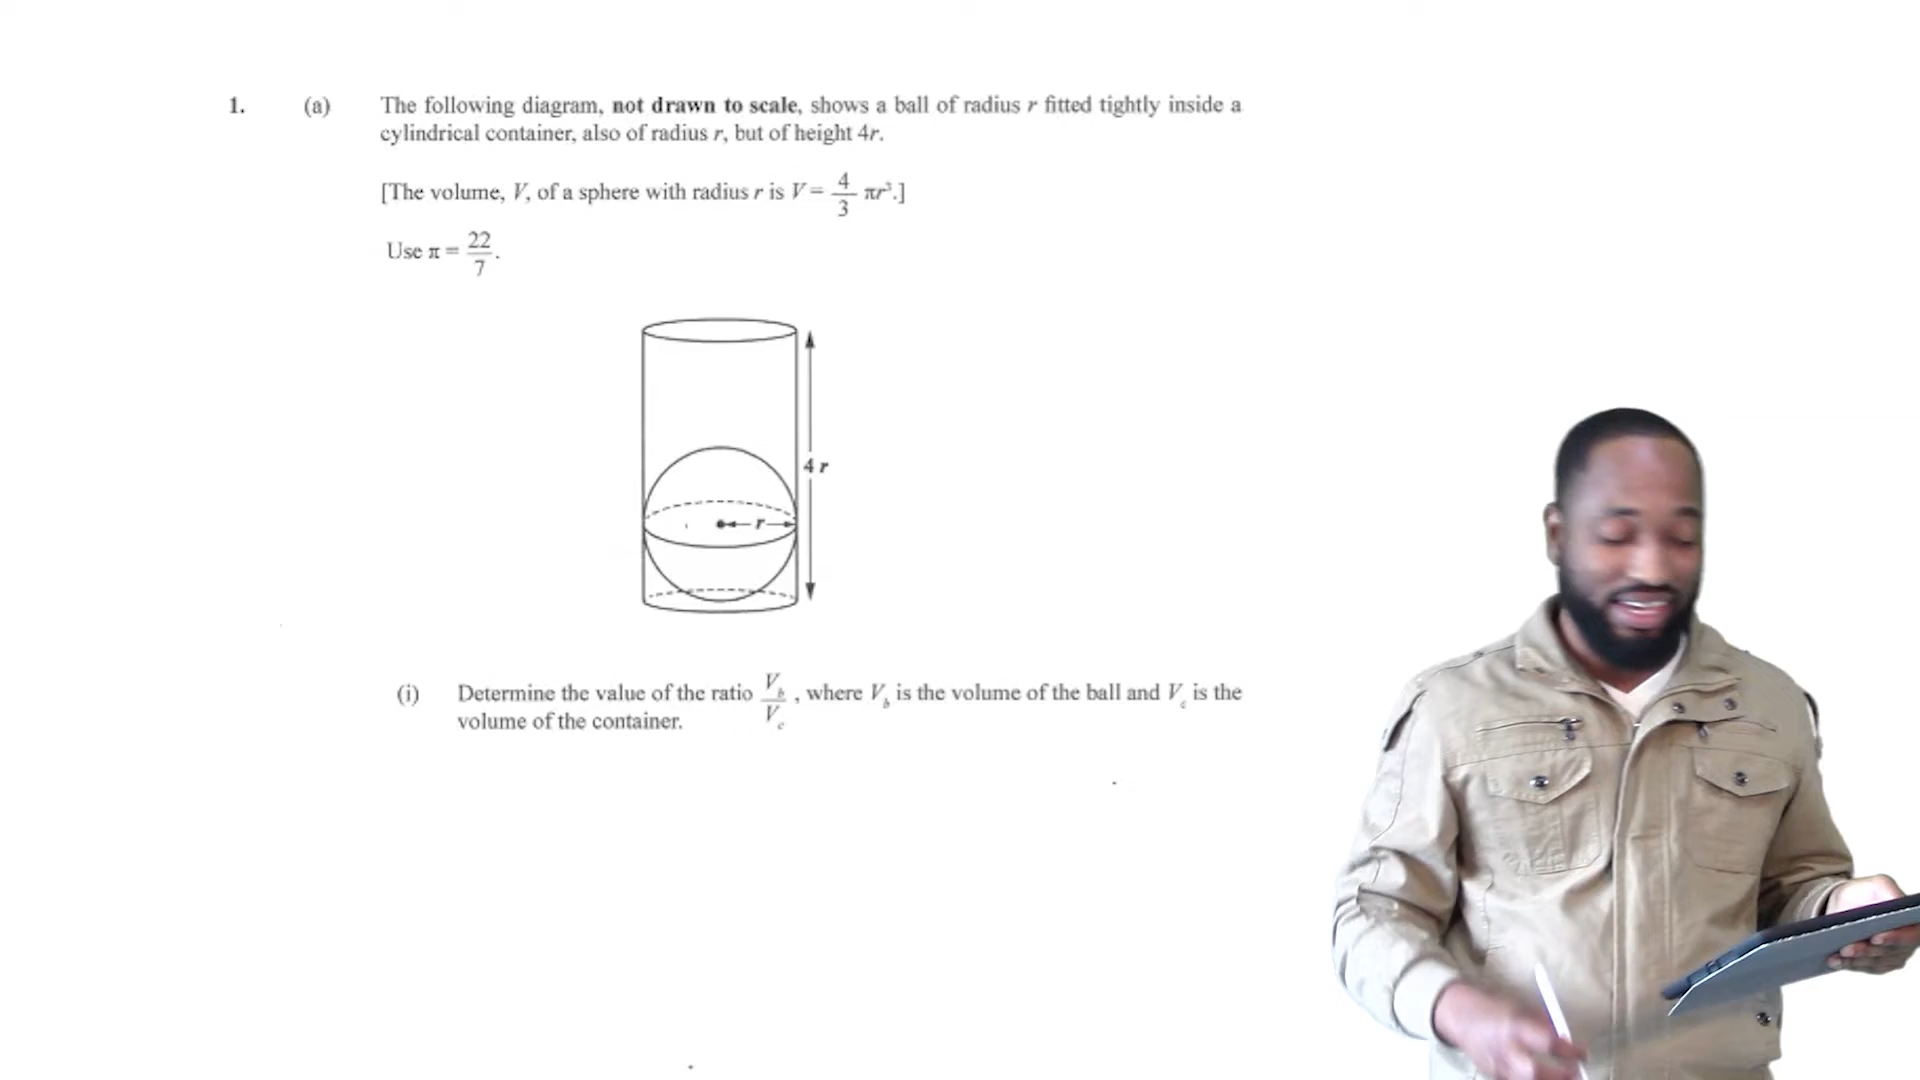 1. (a) The following diagram, not drawn to scale, shows a ball of radius r fitted tightly inside a
cylindrical container, also of radius r, but of height 4r.
[The volume, V, of a sphere with radius r is V = 4/3 πr³.]
Use π = 22/7.
4 r
r
(i) Determine the value of the ratio V_b/V_c, where V_b is the volume of the ball and V_c is the
volume of the container.